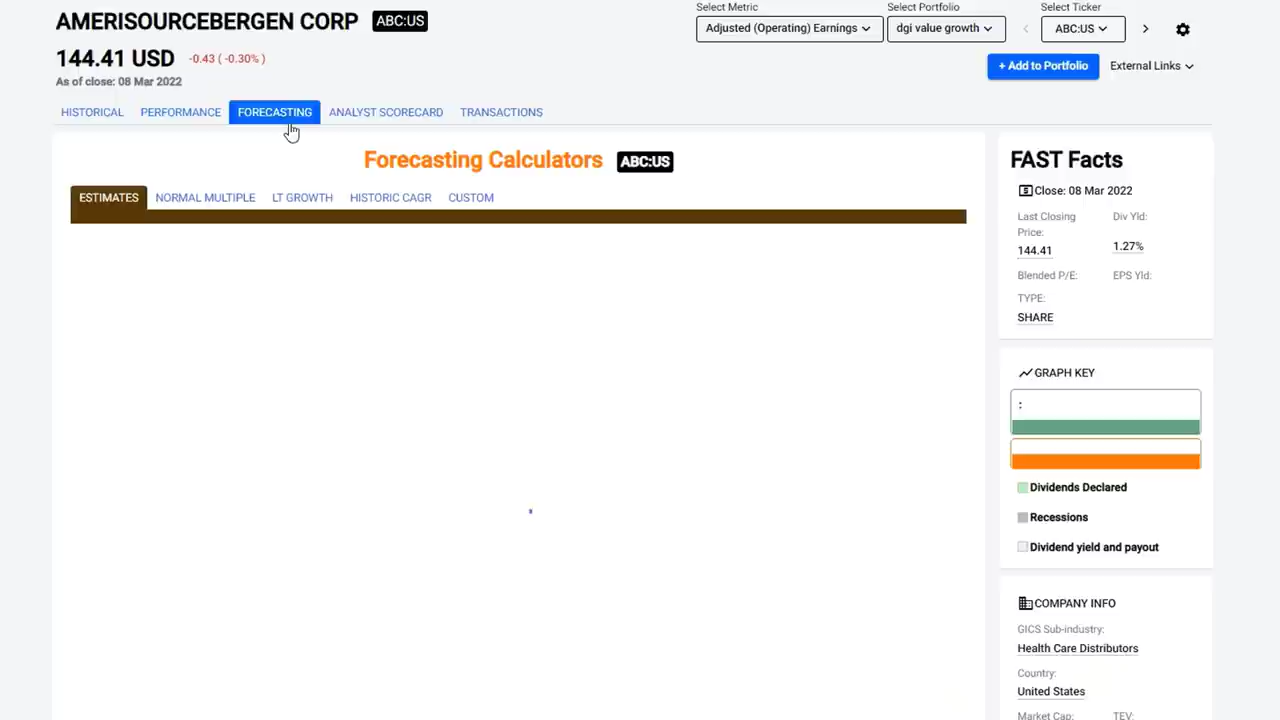 AMERISOURCEBERGEN CORP ABC:US
144.41 USD -0.43 ( -0.30% )
As of close: 08 Mar 2022
Select Metric
Adjusted (Operating) Earnings
Select Portfolio
dgi value growth
Select Ticker
ABC:US
+ Add to Portfolio
External Links
HISTORICAL PERFORMANCE FORECASTING ANALYST SCORECARD TRANSACTIONS
Forecasting Calculators ABC:US
ESTIMATES NORMAL MULTIPLE LT GROWTH HISTORIC CAGR CUSTOM
FAST Facts
Close: 08 Mar 2022
Last Closing Price:
144.41
Div Yld:
1.27%
Blended P/E: EPS Yld:
TYPE:
SHARE
GRAPH KEY
:
Dividends Declared
Recessions
Dividend yield and payout
COMPANY INFO
GICS Sub-industry:
Health Care Distributors
Country:
United States
Market Cap: TEV: